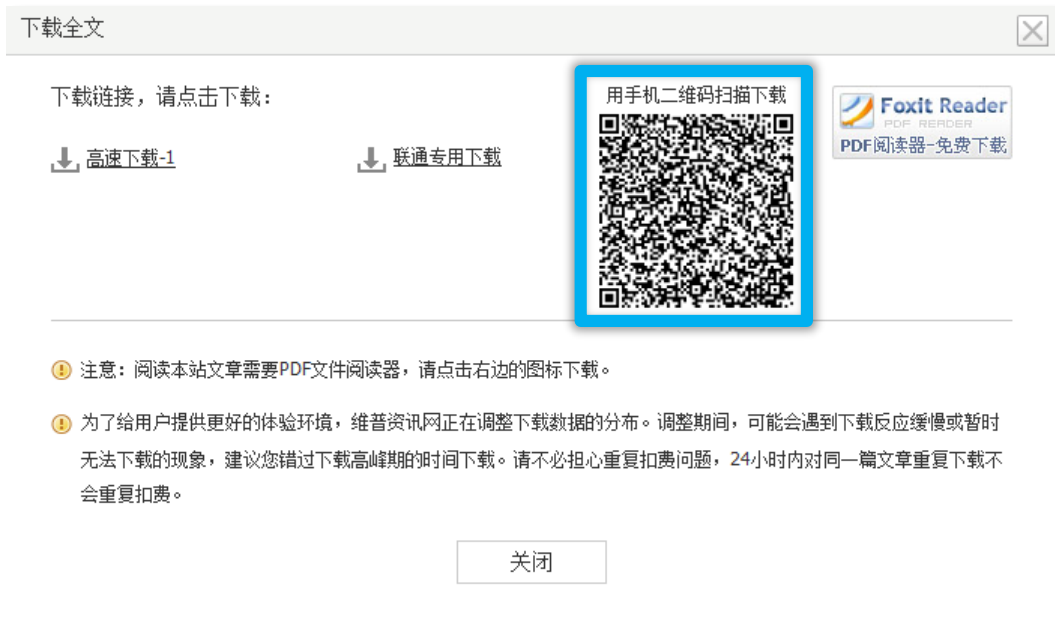 下载全文
下载链接，请点击下载：
高速下载-1
联通专用下载
用手机二维码扫描下载
Foxit Reader
PDF READER
PDF阅读器-免费下载
注意：阅读本站文章需要PDF文件阅读器，请点击右边的图标下载。
为了给用户提供更好的体验环境，维普资讯网正在调整下载数据的分布。调整期间，可能会遇到下载反应缓慢或暂时
无法下载的现象，建议您错过下载高峰期的时间下载。请不必担心重复扣费问题，24小时内对同一篇文章重复下载不
会重复扣费。
关闭